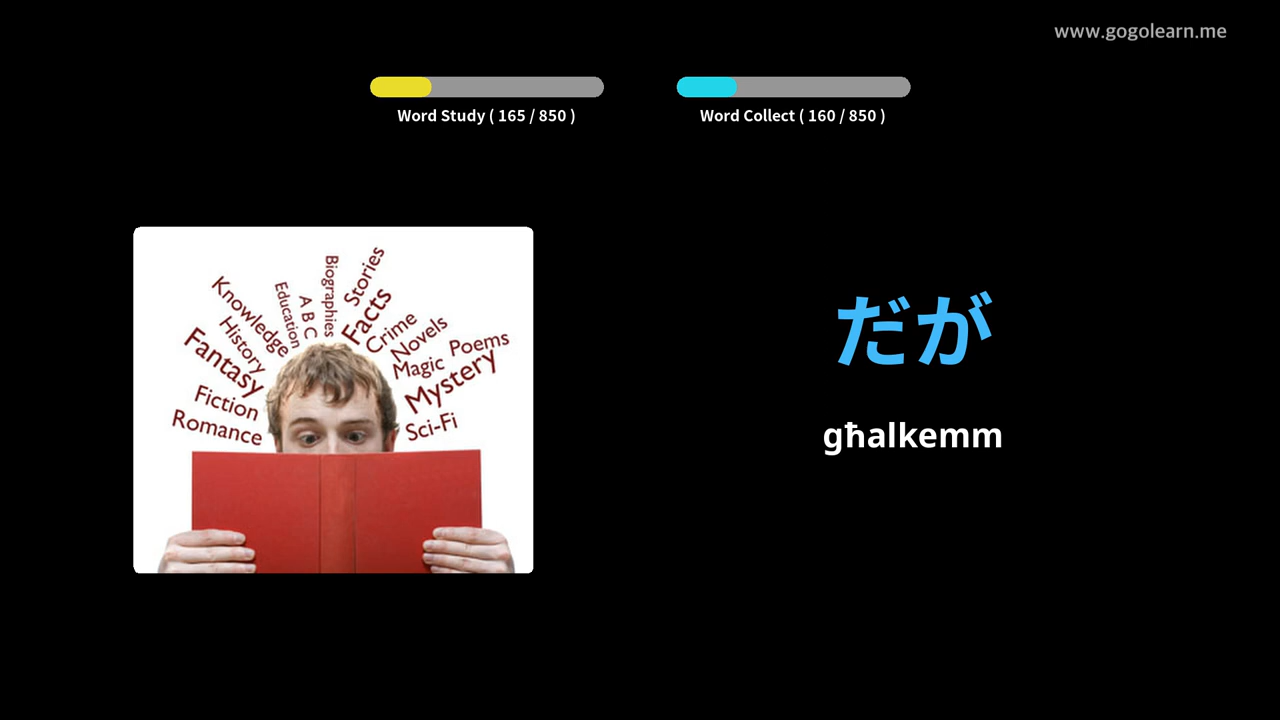 www.gogolearn.me
Word Study ( 165 / 850 )
Word Collect ( 160 / 850 )
Biographies
Stories
Education
A B C
Facts
Knowledge
Crime
History
Novels
Fantasy
Magic
Poems
Mystery
Fiction
Romance
Sci-Fi
だが
għalkemm